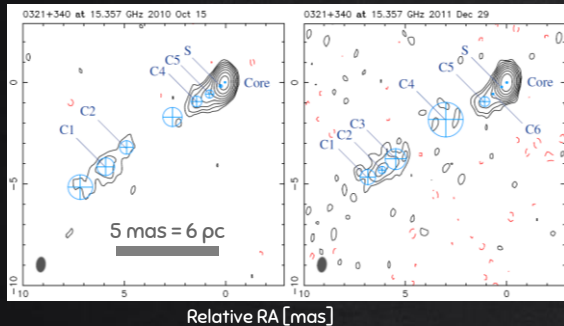 0321+340 at 15.357 GHz 2010 Oct 15
S
C5
C4
Core
C2
C1
5 mas = 6 pc
0
-5
-10
10
5
0
0321+340 at 15.357 GHz 2011 Dec 29
S
C5
C4
Core
C3
C2
C1
C6
0
-5
-10
10
5
0
Relative RA [mas]